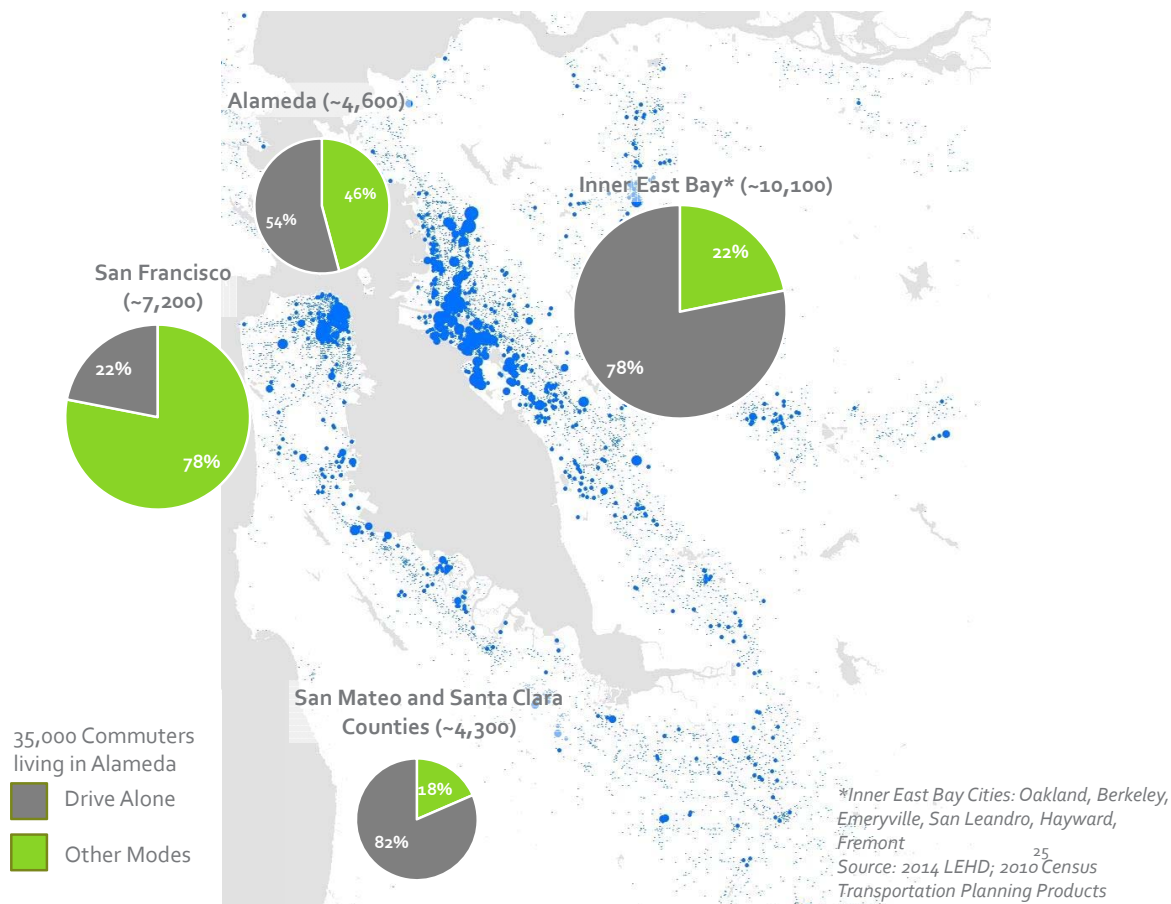 Alameda (~4,600)
46%
54%
Inner East Bay* (~10,100)
22%
78%
San Francisco
(~7,200)
22%
78%
San Mateo and Santa Clara
Counties (~4,300)
18%
82%
35,000 Commuters
living in Alameda
Drive Alone
Other Modes
*Inner East Bay Cities: Oakland, Berkeley,
Emeryville, San Leandro, Hayward,
Fremont
25
Source: 2014 LEHD; 2010 Census
Transportation Planning Products